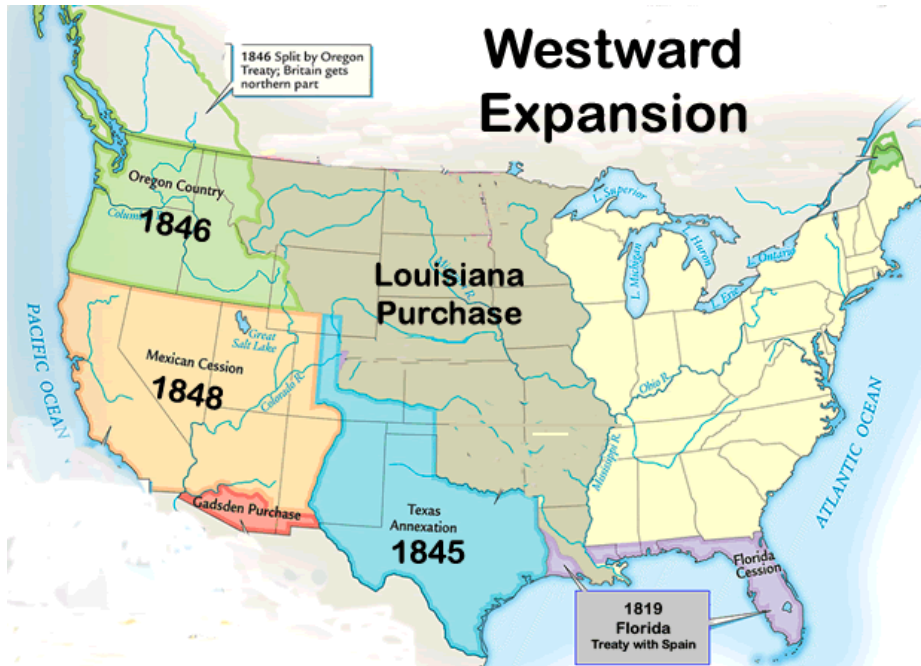 Westward
Expansion
1846 Split by Oregon
Treaty; Britain gets
northern part
Oregon Country
1846
L. Superior
L. Michigan
L. Huron
L. Ontario
L. Erie
Louisiana
Purchase
PACIFIC OCEAN
Great
Salt Lake
Mexican Cession
1848
Colorado R.
Ohio R.
Mississippi R.
ATLANTIC OCEAN
Gadsden Purchase
Texas
Annexation
1845
Florida
Cession
1819
Florida
Treaty with Spain